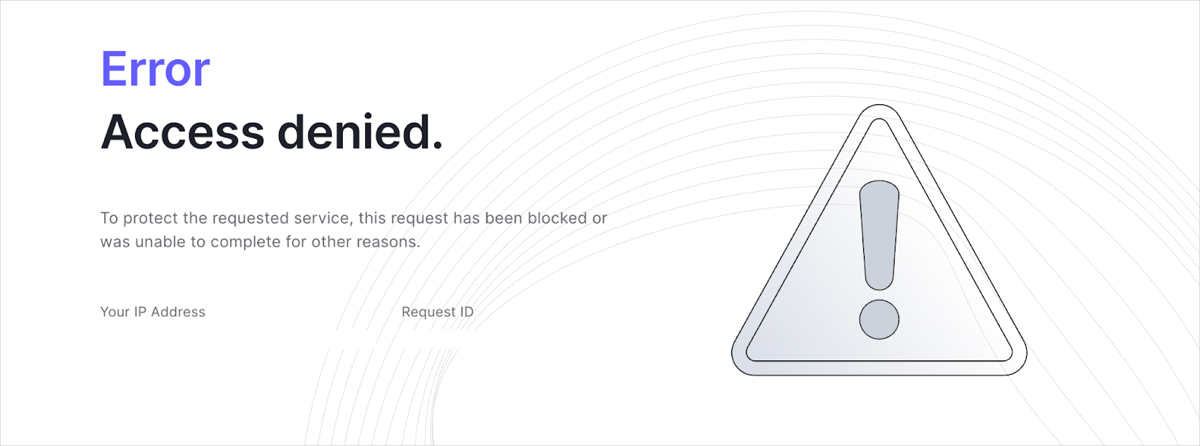 Error
Access denied.
To protect the requested service, this request has been blocked or
was unable to complete for other reasons.
Your IP Address
Request ID